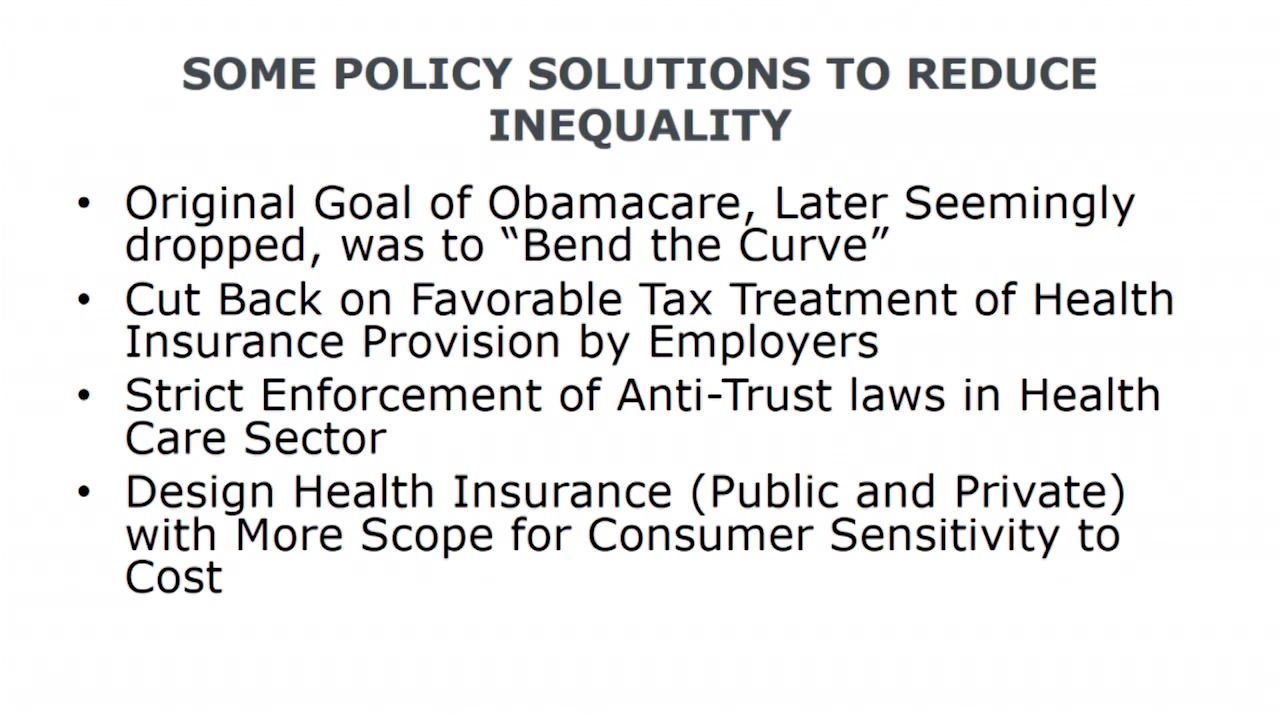 SOME POLICY SOLUTIONS TO REDUCE
INEQUALITY
• Original Goal of Obamacare, Later Seemingly
dropped, was to “Bend the Curve”
• Cut Back on Favorable Tax Treatment of Health
Insurance Provision by Employers
• Strict Enforcement of Anti-Trust laws in Health
Care Sector
• Design Health Insurance (Public and Private)
with More Scope for Consumer Sensitivity to
Cost